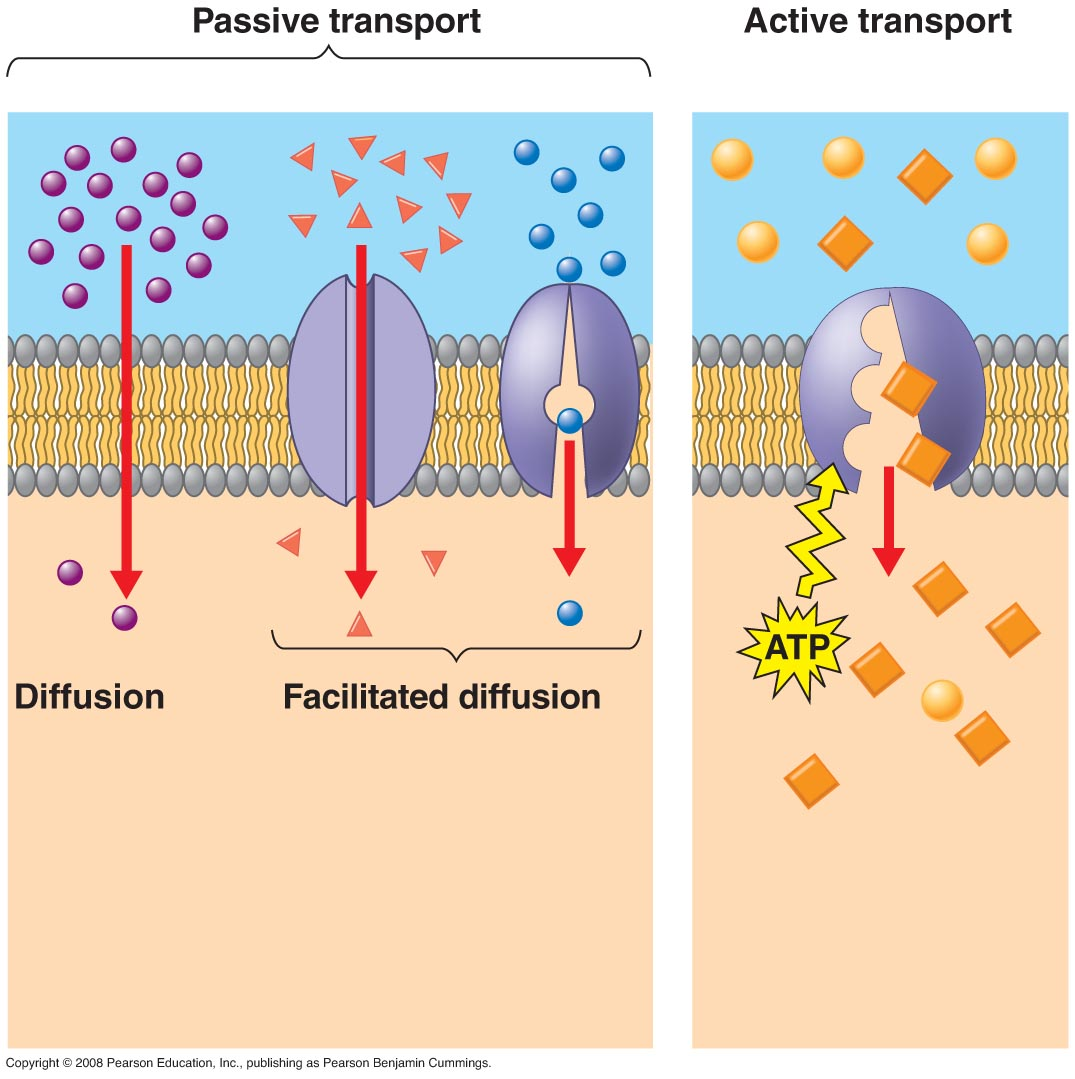 Passive transport
Active transport
ATP
Diffusion
Facilitated diffusion
Copyright © 2008 Pearson Education, Inc., publishing as Pearson Benjamin Cummings.